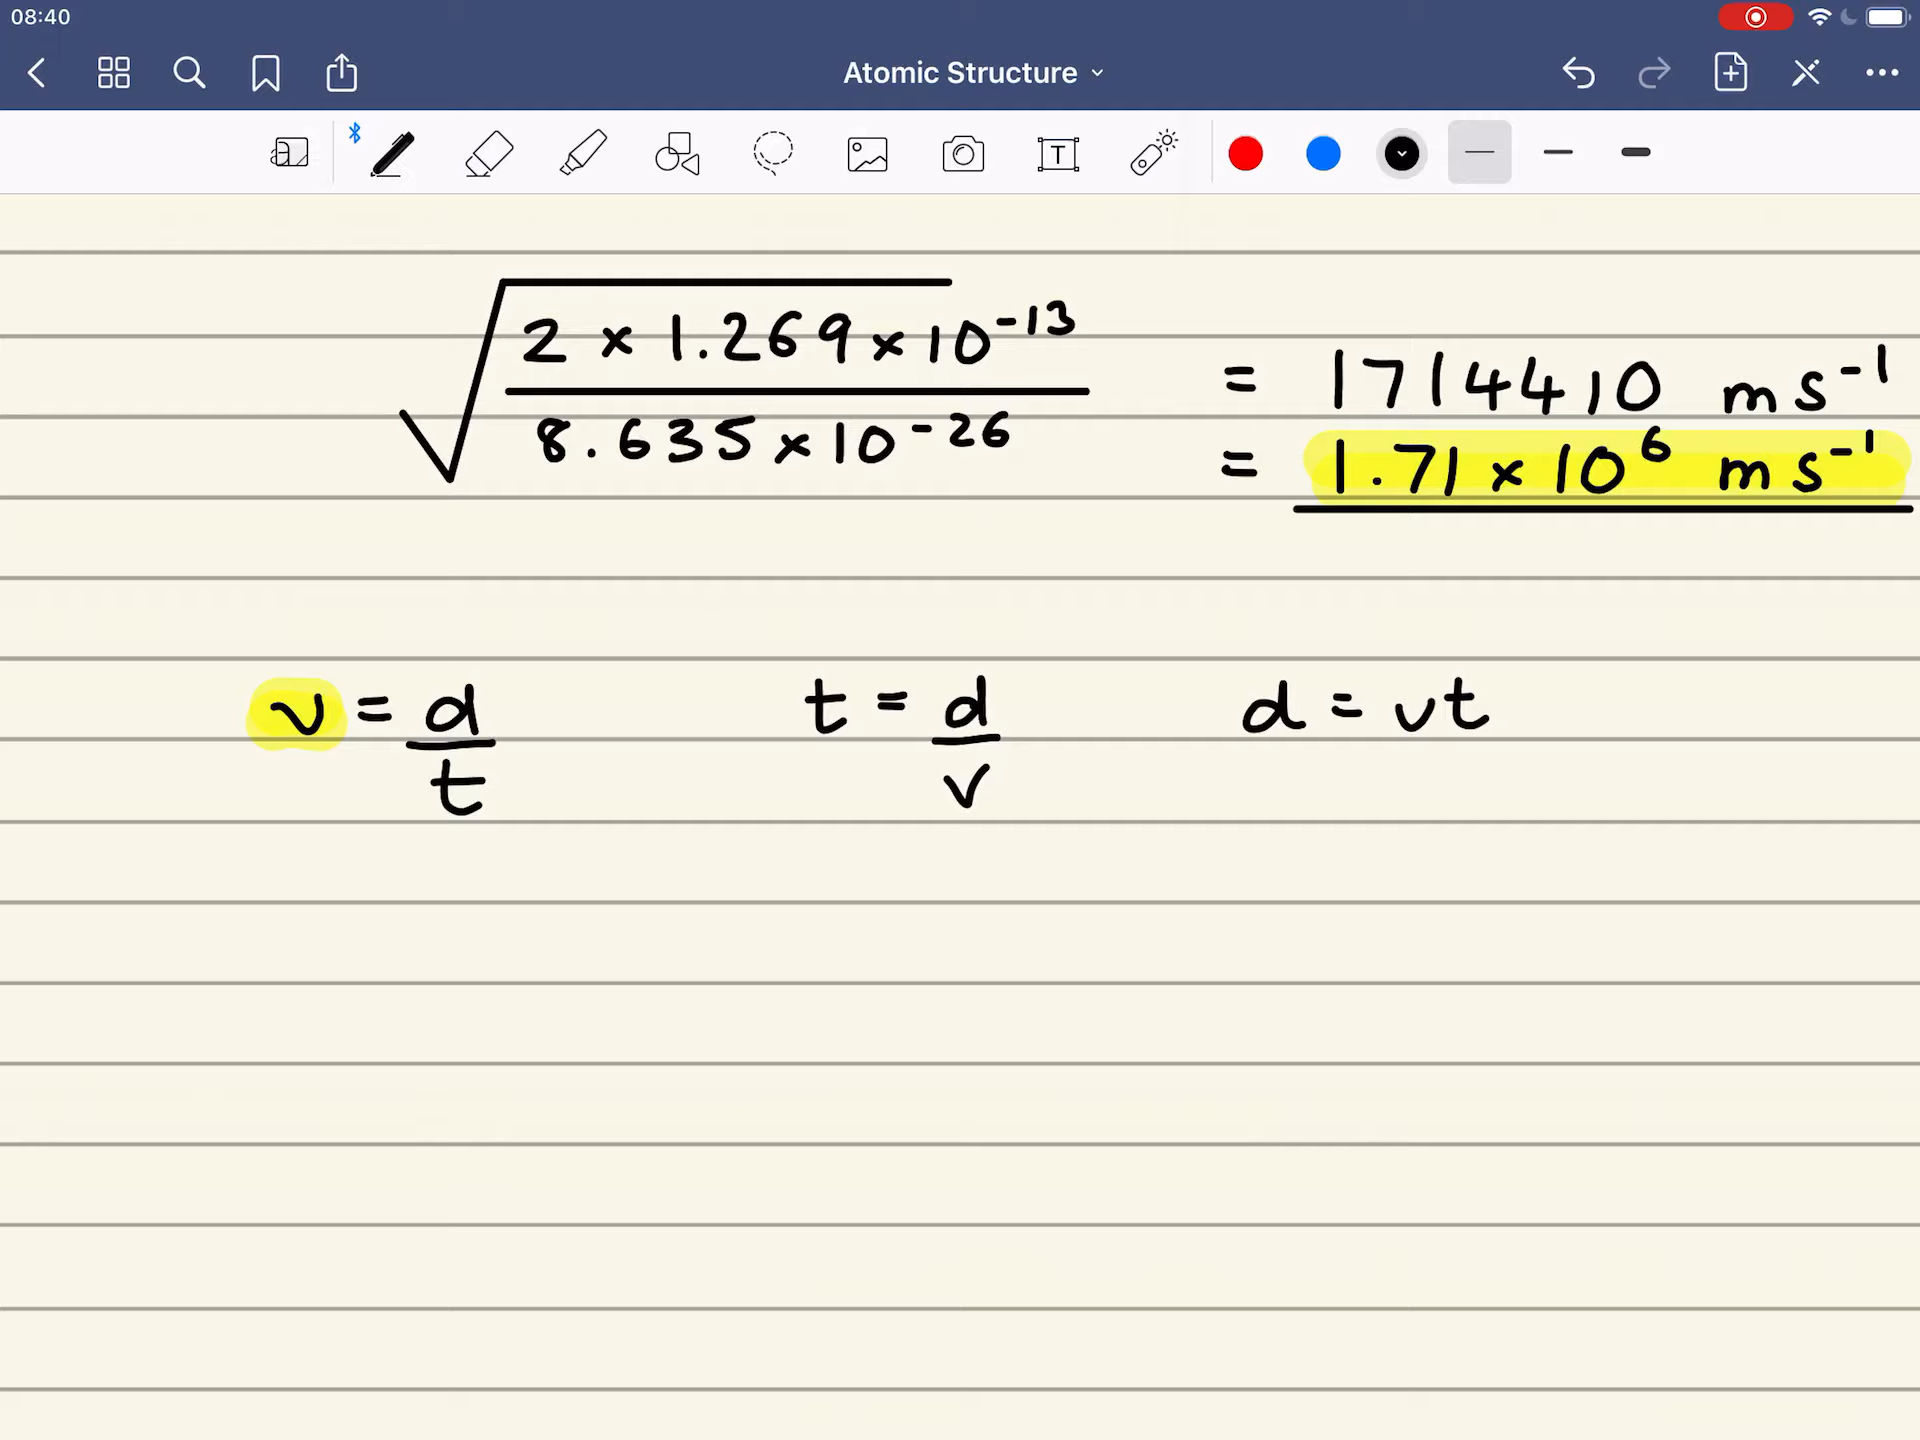 08:40
Atomic Structure
√(2 × 1.269 × 10⁻¹³ / 8.635 × 10⁻²⁶) = 1714410 m s⁻¹
= 1.71 × 10⁶ m s⁻¹
v = d/t t = d/v d = vt